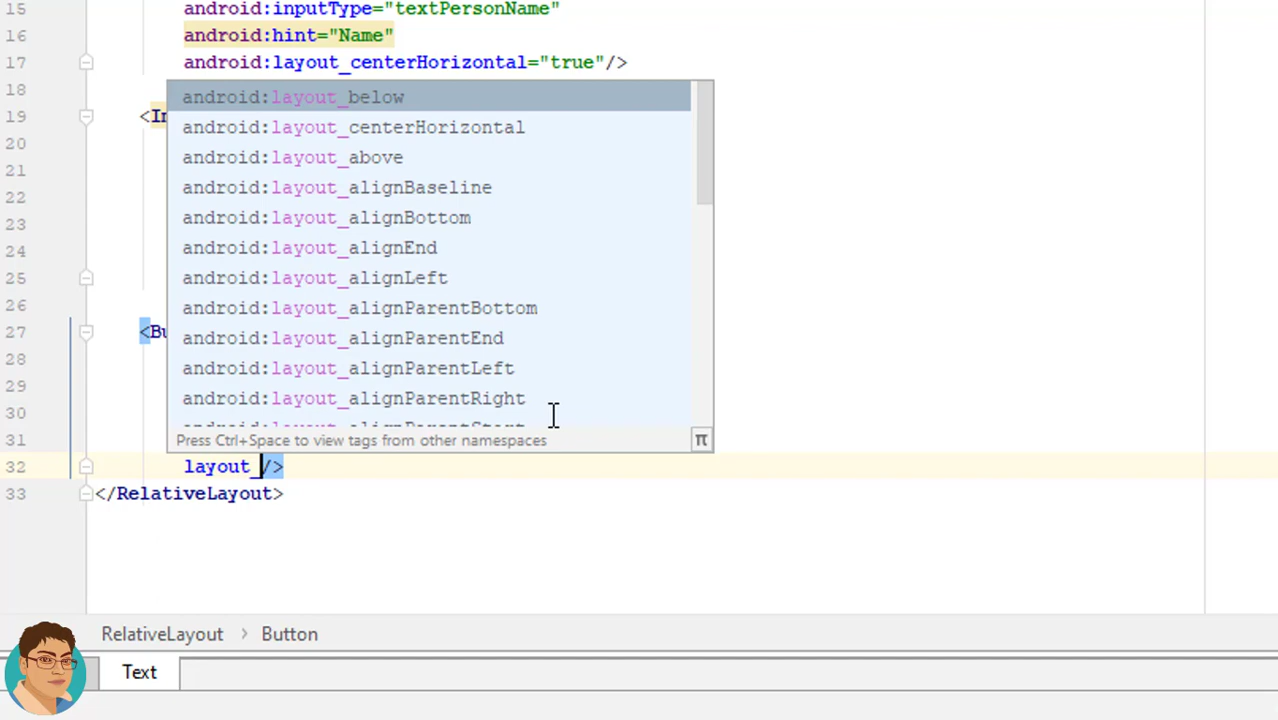 15 android:inputType="textPersonName"
16 android:hint="Name"
17 android:layout_centerHorizontal="true"/>
18 android:layout_below
19 android:layout_centerHorizontal
20 android:layout_above
21 android:layout_alignBaseline
22 android:layout_alignBottom
23 android:layout_alignEnd
24 android:layout_alignLeft
25 android:layout_alignParentBottom
26 android:layout_alignParentEnd
27 android:layout_alignParentLeft
28 android:layout_alignParentRight
29 android:layout_alignParentStart
30 Press Ctrl+Space to view tags from other namespaces π
31
32 layout_/>
33 </RelativeLayout>
RelativeLayout › Button
Text